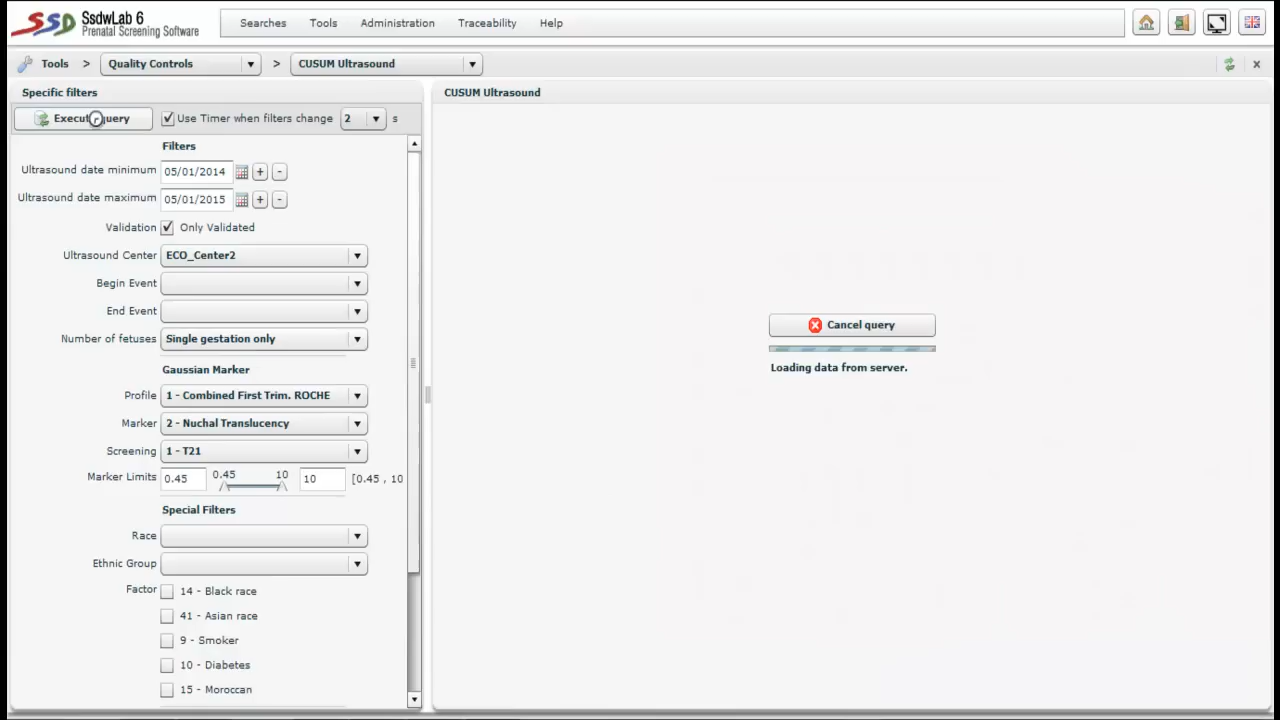 SSD SsdwLab 6
Prenatal Screening Software
Searches Tools Administration Traceability Help
Tools > Quality Controls > CUSUM Ultrasound
Specific filters
Use Timer when filters change 2 s
Filters
Ultrasound date minimum 05/01/2014 + -
Ultrasound date maximum 05/01/2015 + -
Validation Only Validated
Ultrasound Center ECO_Center2
Begin Event
End Event
Number of fetuses Single gestation only
Gaussian Marker
Profile 1 - Combined First Trim. ROCHE
Marker 2 - Nuchal Translucency
Screening 1 - T21
Marker Limits 0.45 0.45 10 10 [0.45 , 10
Special Filters
Race
Ethnic Group
Factor 14 - Black race
41 - Asian race
9 - Smoker
10 - Diabetes
15 - Moroccan
CUSUM Ultrasound
Cancel query
Loading data from server.